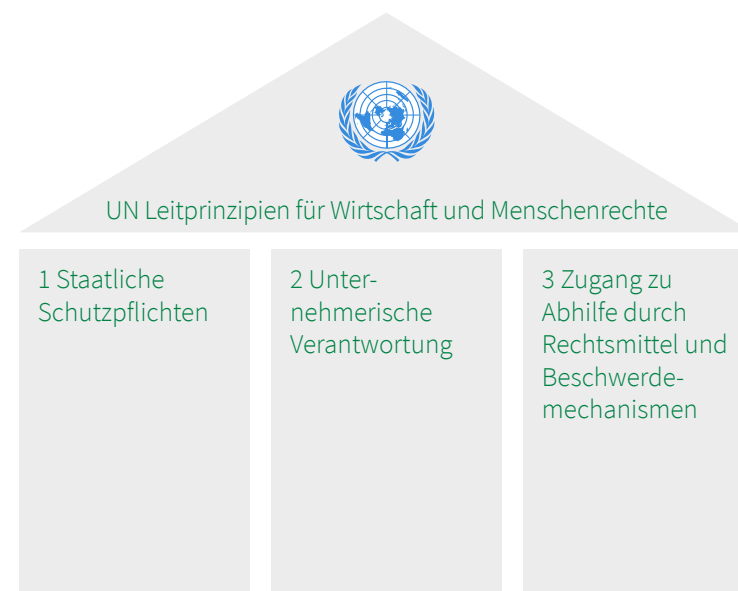 UN Leitprinzipien für Wirtschaft und Menschenrechte
1 Staatliche
Schutzpflichten
2 Unter-
nehmerische
Verantwortung
3 Zugang zu
Abhilfe durch
Rechtsmittel und
Beschwerde-
mechanismen